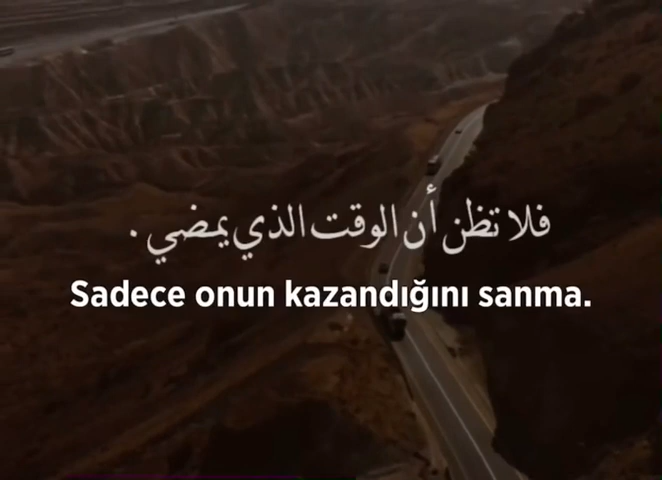 فلا تظن أن الوقت الذي يمضي .
Sadece onun kazandığını sanma.